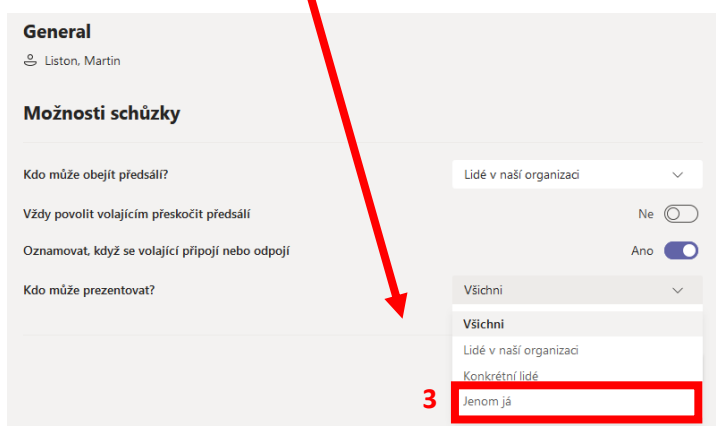 General
Liston, Martin
Možnosti schůzky
Kdo může obejít předsálí?
Lidé v naší organizaci
Vždy povolit volajícím přeskočit předsálí
Ne
Oznamovat, když se volající připojí nebo odpojí
Ano
Kdo může prezentovat?
Všichni
Všichni
Lidé v naší organizaci
Konkrétní lidé
3
Jenom já